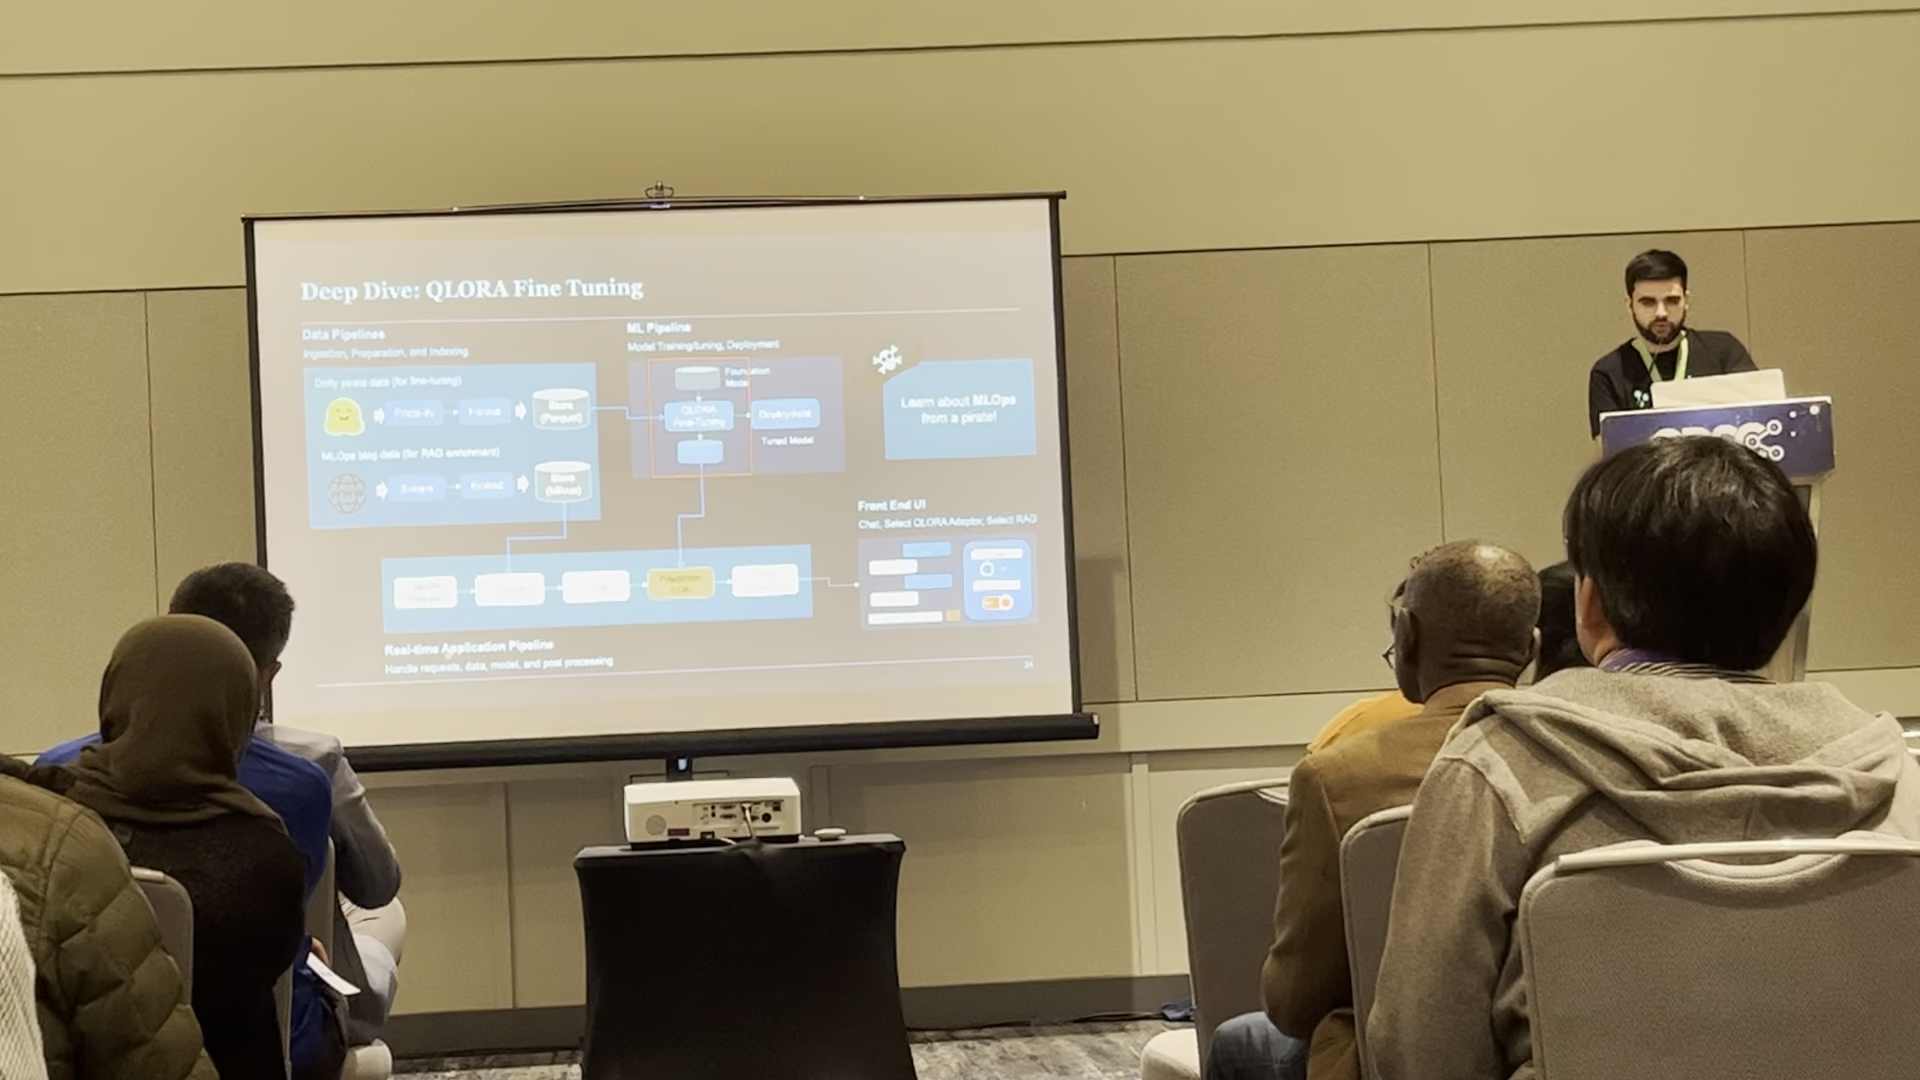 Deep Dive: QLORA Fine Tuning
Data Pipelines
Ingestion, Preparation, and Indexing
Dolly pirate data (for fine-tuning)
Format
Store
(Parquet)
MLOps blog data (for RAG enrichment)
Scrape
Embed
Store
(Milvus)
ML Pipeline
Model Training/tuning, Deployment
Foundation
Model
QLORA
Fine-Tuning
Tuned Model
Learn about MLOps
from a pirate!
Front End UI
Chat, Select QLORA Adaptor, Select RAG
Real-time Application Pipeline
Handle requests, data, model, and post processing